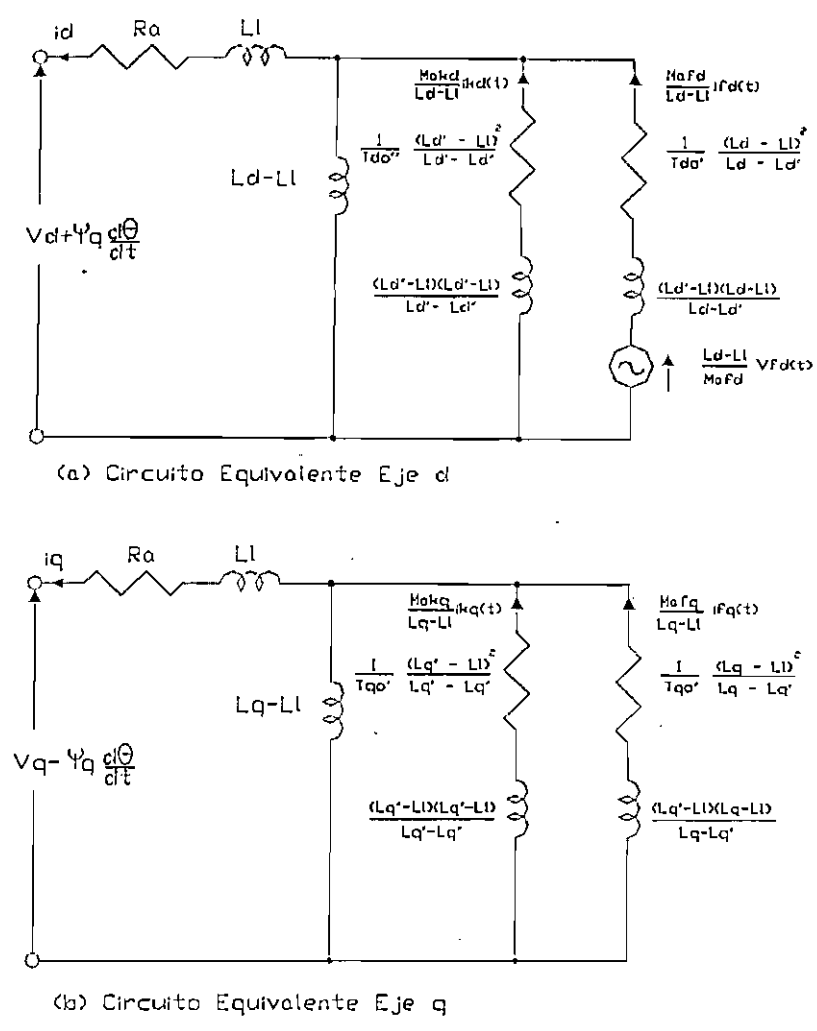 id Ra Ll
Makd/Ld-Ll ikd(t)
Mafd/Ld-Ll ifd(t)
1/Tdo'' (Ld' - Ll)²/Ld' - Ld''
1/Tdo' (Ld - Ll)²/Ld - Ld'
Ld-Ll
Vd+Ψq dθ/dt
(Ld'-Ll)(Ld''-Ll)/Ld' - Ld''
(Ld'-Ll)(Ld-Ll)/Ld-Ld'
Ld-Ll/Mafd Vfd(t)
(a) Circuito Equivalente Eje d
iq Ra Ll
Makq/Lq-Ll ikq(t)
Mafq/Lq-Ll ifq(t)
(Lq' - Ll)²/Lq' - Lq''
1/Tqo' (Lq - Ll)²/Lq - Lq'
Lq-Ll
Vq-Ψq dθ/dt
(Lq'-Ll)(Lq''-Ll)/Lq'-Lq''
(Lq'-Ll)(Lq-Ll)/Lq-Lq'
(b) Circuito Equivalente Eje q